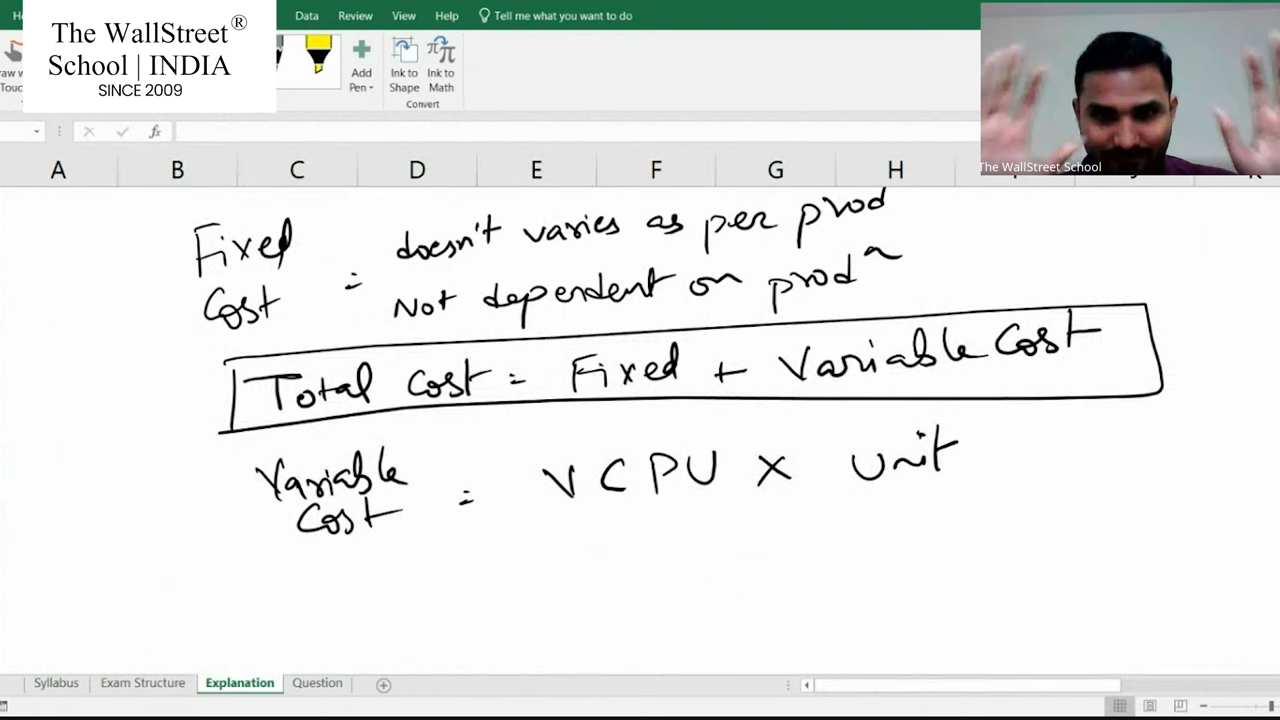 Data Review View Help Tell me what you want to do
The WallStreet®
School | INDIA
SINCE 2009
Add Pen
Ink to Shape
Ink to Math
Convert
fx
The WallStreet School
A B C D E F G H
Fixed Cost = doesn't varies as per prod
Not dependent on prodn
Total Cost = Fixed + Variable Cost
Variable Cost = VCPU X Unit
Syllabus Exam Structure Explanation Question